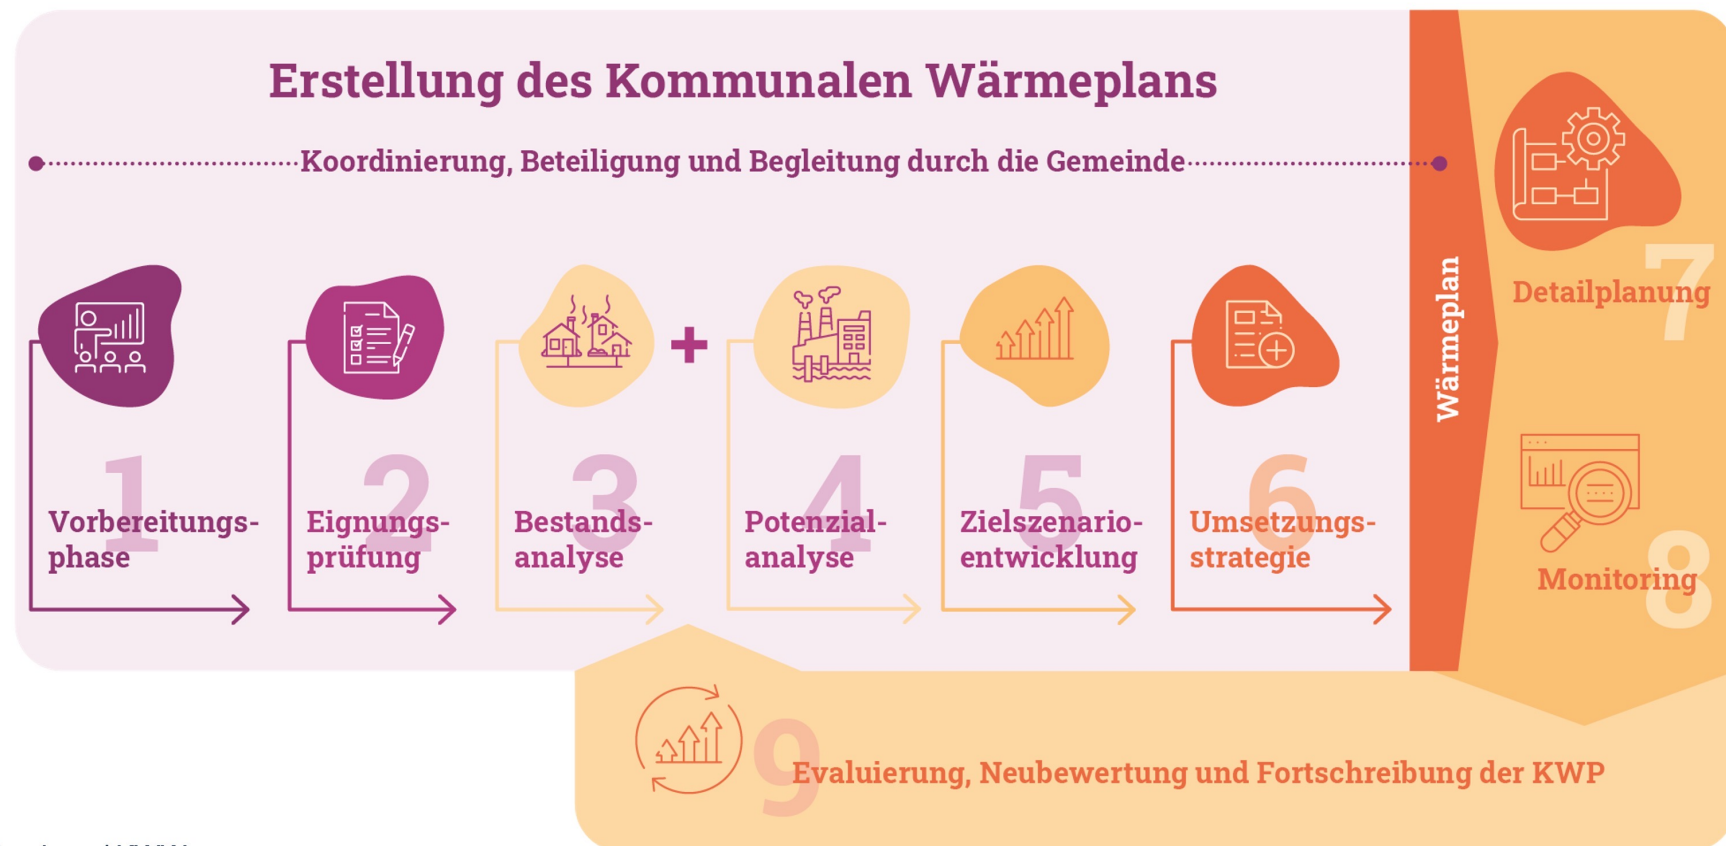 Erstellung des Kommunalen Wärmeplans
Koordinierung, Beteiligung und Begleitung durch die Gemeinde
1
Vorbereitungs-
phase
2
Eignungs-
prüfung
3
Bestands-
analyse
+
4
Potenzial-
analyse
5
Zielszenario-
entwicklung
6
Umsetzungs-
strategie
Wärmeplan
7
Detailplanung
8
Monitoring
9
Evaluierung, Neubewertung und Fortschreibung der KWP